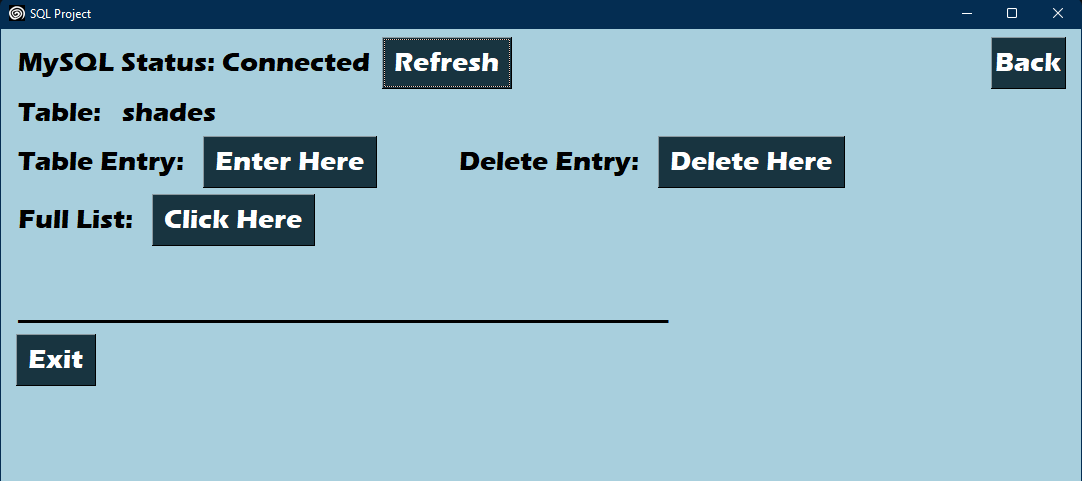 SQL Project
MySQL Status: Connected Refresh Back
Table: shades
Table Entry: Enter Here Delete Entry: Delete Here
Full List: Click Here
Exit